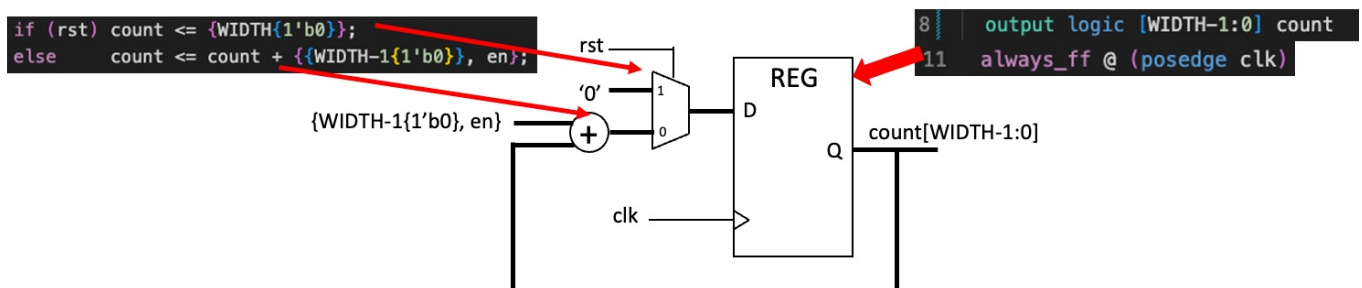 if (rst) count <= {WIDTH{1'b0}};
else     count <= count + {{WIDTH-1{1'b0}}, en};
8 output logic [WIDTH-1:0] count
11 always_ff @ (posedge clk)
rst
REG
‘0’
1
D
{WIDTH-1{1’b0}, en}
+
0
count[WIDTH-1:0]
Q
clk